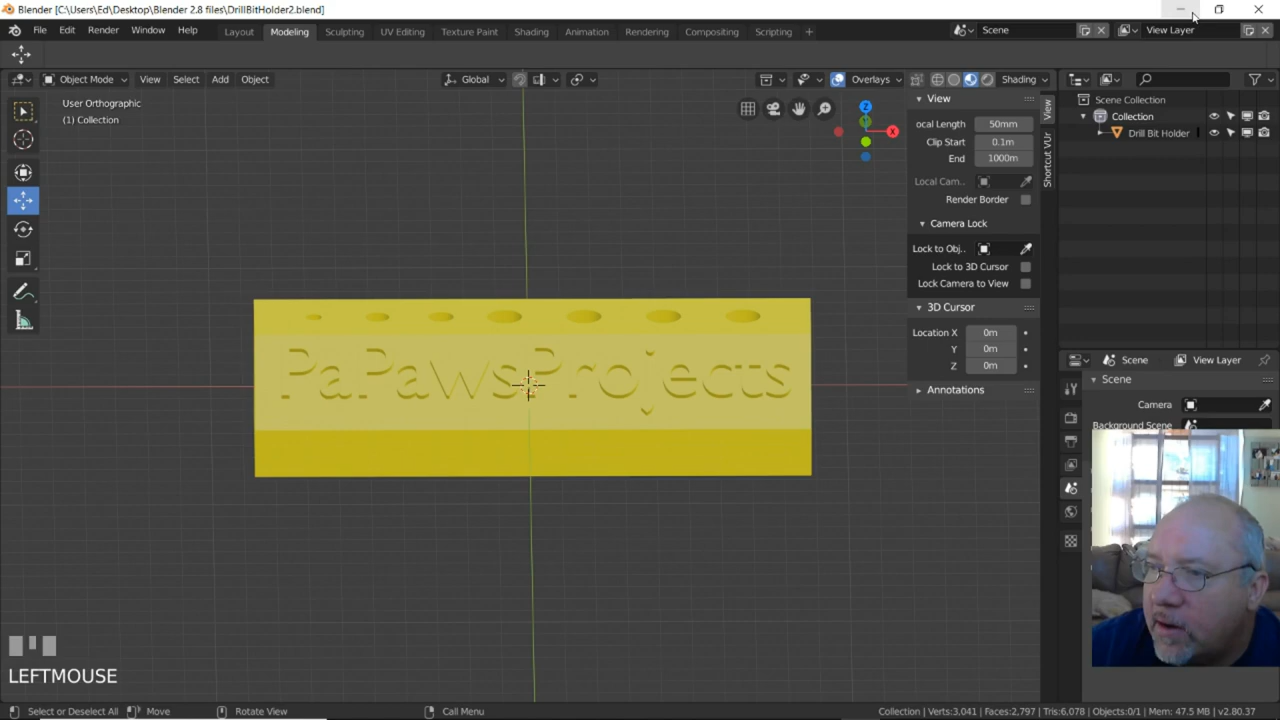 Blender [C:\Users\Ed\Desktop\Blender 2.8 files\DrillBitHolder2.blend]
File Edit Render Window Help
Layout Modeling Sculpting UV Editing Texture Paint Shading Animation Rendering Compositing Scripting +
Scene
View Layer
Object Mode View Select Add Object
Global
Overlays
Shading
User Orthographic
(1) Collection
Z
X
View
ocal Length 50mm
Clip Start 0.1m
End 1000m
Local Cam..
Render Border
Camera Lock
Lock to Obj..
Lock to 3D Cursor
Lock Camera to View
3D Cursor
Location X 0m
Y 0m
Z 0m
Annotations
View
Shortcut VUr
Scene Collection
Collection
Drill Bit Holder
Scene
View Layer
Scene
Camera
Background Scene
PaPawsProjects
LEFTMOUSE
Select or Deselect All
Move
Rotate View
Call Menu
Collection | Verts:3,041 | Faces:2,797 | Tris:6,078 | Objects:0/1 | Mem: 47.5 MB | v2.80.37